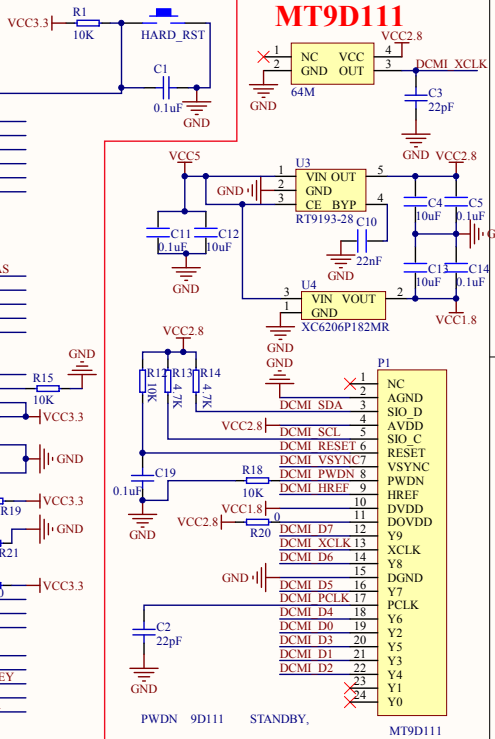 MT9D111
R1
VCC3.3
10K
HARD_RST
C1
0.1uF
GND
VCC2.8
1
NC
VCC
4
2
GND
OUT
3
DCMI_XCLK
64M
GND
C3
22pF
GND
VCC5
U3
VCC2.8
1
VIN OUT
5
GND
2
GND
3
CE BYP
4
RT9193-28
C10
22nF
GND
C11
0.1uF
C12
10uF
GND
C4
10uF
C5
0.1uF
C13
10uF
C14
0.1uF
VCC1.8
U4
3
VIN VOUT
2
1
GND
XC6206P182MR
GND
VCC2.8
R12
10K
R13
4.7K
R14
4.7K
GND
GND
R15
10K
VCC3.3
GND
VCC3.3
R19
GND
R21
VCC3.3
P1
1
NC
2
AGND
DCMI_SDA
3
SIO_D
VCC2.8
4
AVDD
DCMI_SCL
5
SIO_C
DCMI_RESET
6
RESET
DCMI_VSYNC
7
VSYNC
DCMI_PWDN
8
PWDN
DCMI_HREF
9
HREF
C19
0.1uF
GND
R18
10K
VCC1.8
10
DVDD
VCC2.8
0
R20
11
DOVDD
DCMI_D7
12
Y9
DCMI_XCLK
13
XCLK
DCMI_D6
14
Y8
GND
15
DGND
DCMI_D5
16
Y7
DCMI_PCLK
17
PCLK
DCMI_D4
18
Y6
DCMI_D0
19
Y2
DCMI_D3
20
Y5
DCMI_D1
21
Y3
DCMI_D2
22
Y4
23
Y1
24
Y0
C2
22pF
GND
PWDN 9D111 STANDBY,
MT9D111